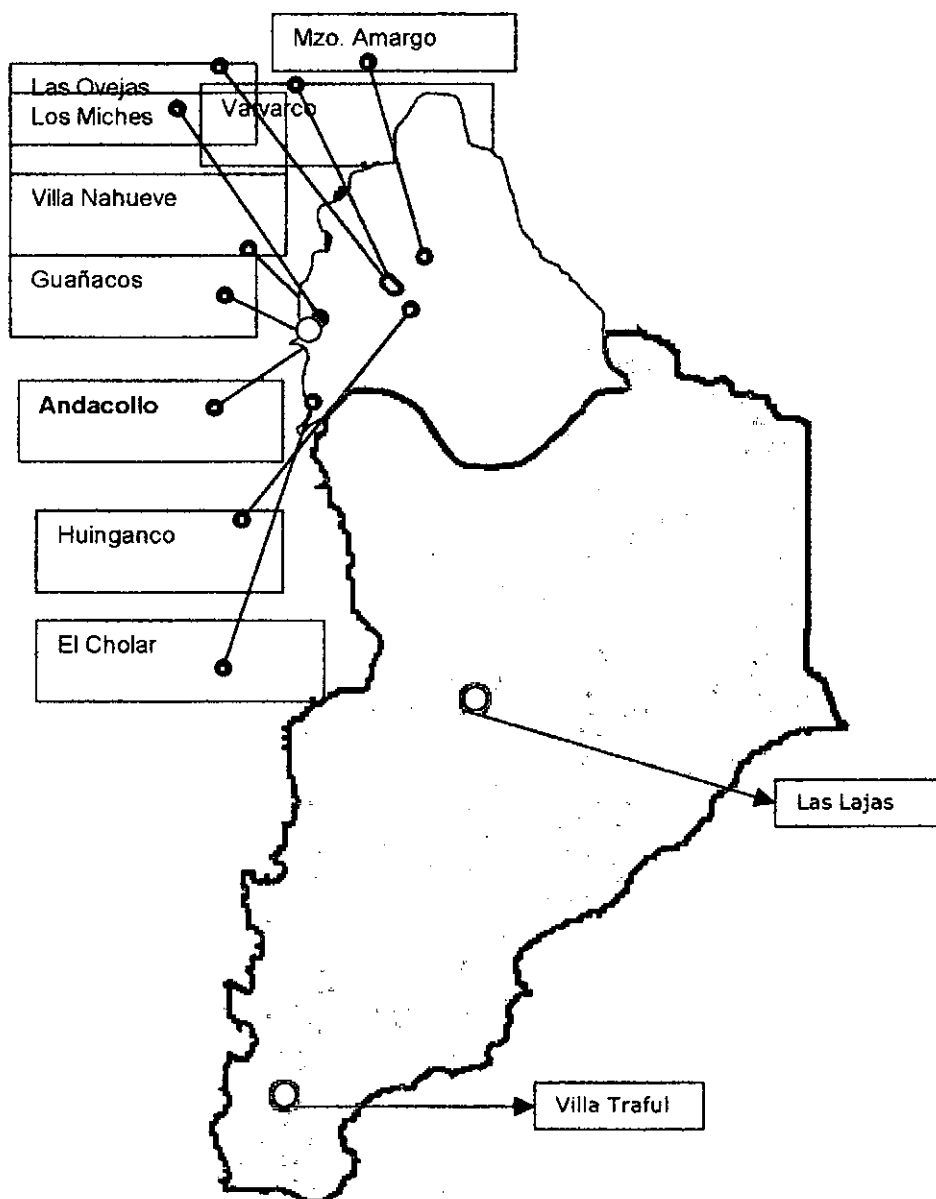 Mzo. Amargo
Las Ovejas
Varvarco
Los Miches
Villa Nahueve
Guañacos
Andacollo
Huinganco
El Cholar
Las Lajas
Villa Traful